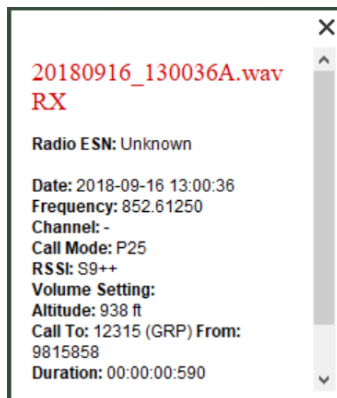 20180916_130036A.wav
RX
Radio ESN: Unknown
Date: 2018-09-16 13:00:36
Frequency: 852.61250
Channel: -
Call Mode: P25
RSSI: S9++
Volume Setting:
Altitude: 938 ft
Call To: 12315 (GRP) From:
9815858
Duration: 00:00:00:590